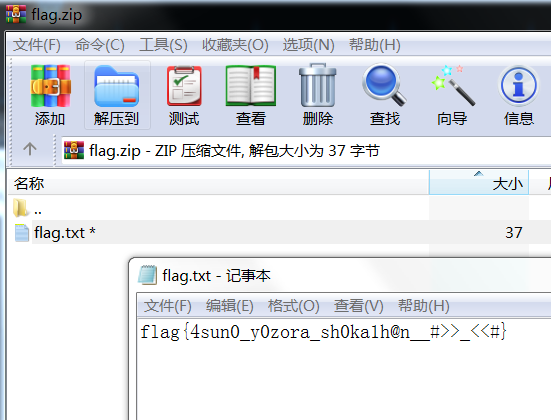 flag.zip
文件(F) 命令(C) 工具(S) 收藏夹(O) 选项(N) 帮助(H)
添加 解压到 测试 查看 删除 查找 向导 信息
flag.zip - ZIP 压缩文件, 解包大小为 37 字节
名称 大小
..
flag.txt * 37
flag.txt - 记事本
文件(F) 编辑(E) 格式(O) 查看(V) 帮助(H)
flag{4sun0_y0zora_sh0ka1h@n__#>>_<<#}